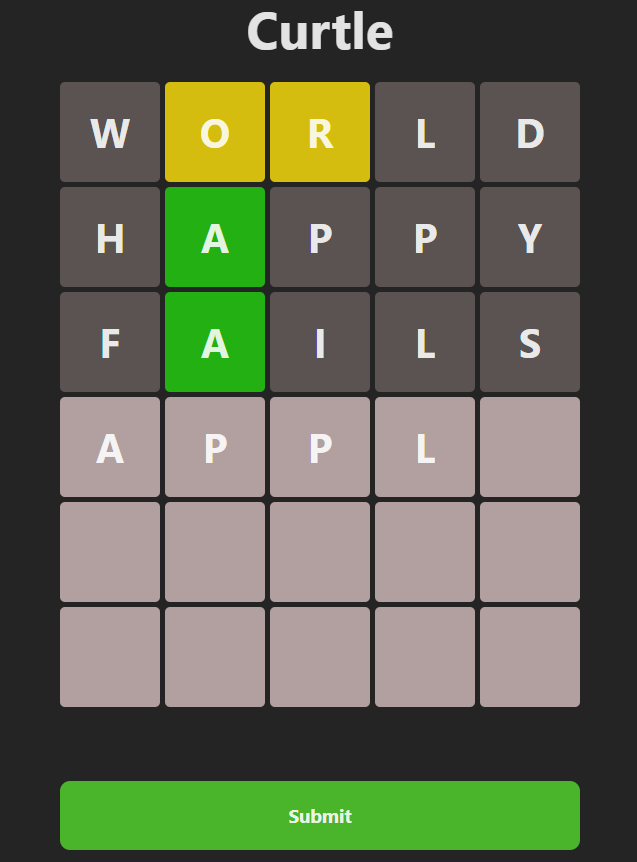 Curtle
W O R L D
H A P P Y
F A I L S
A P P L
Submit